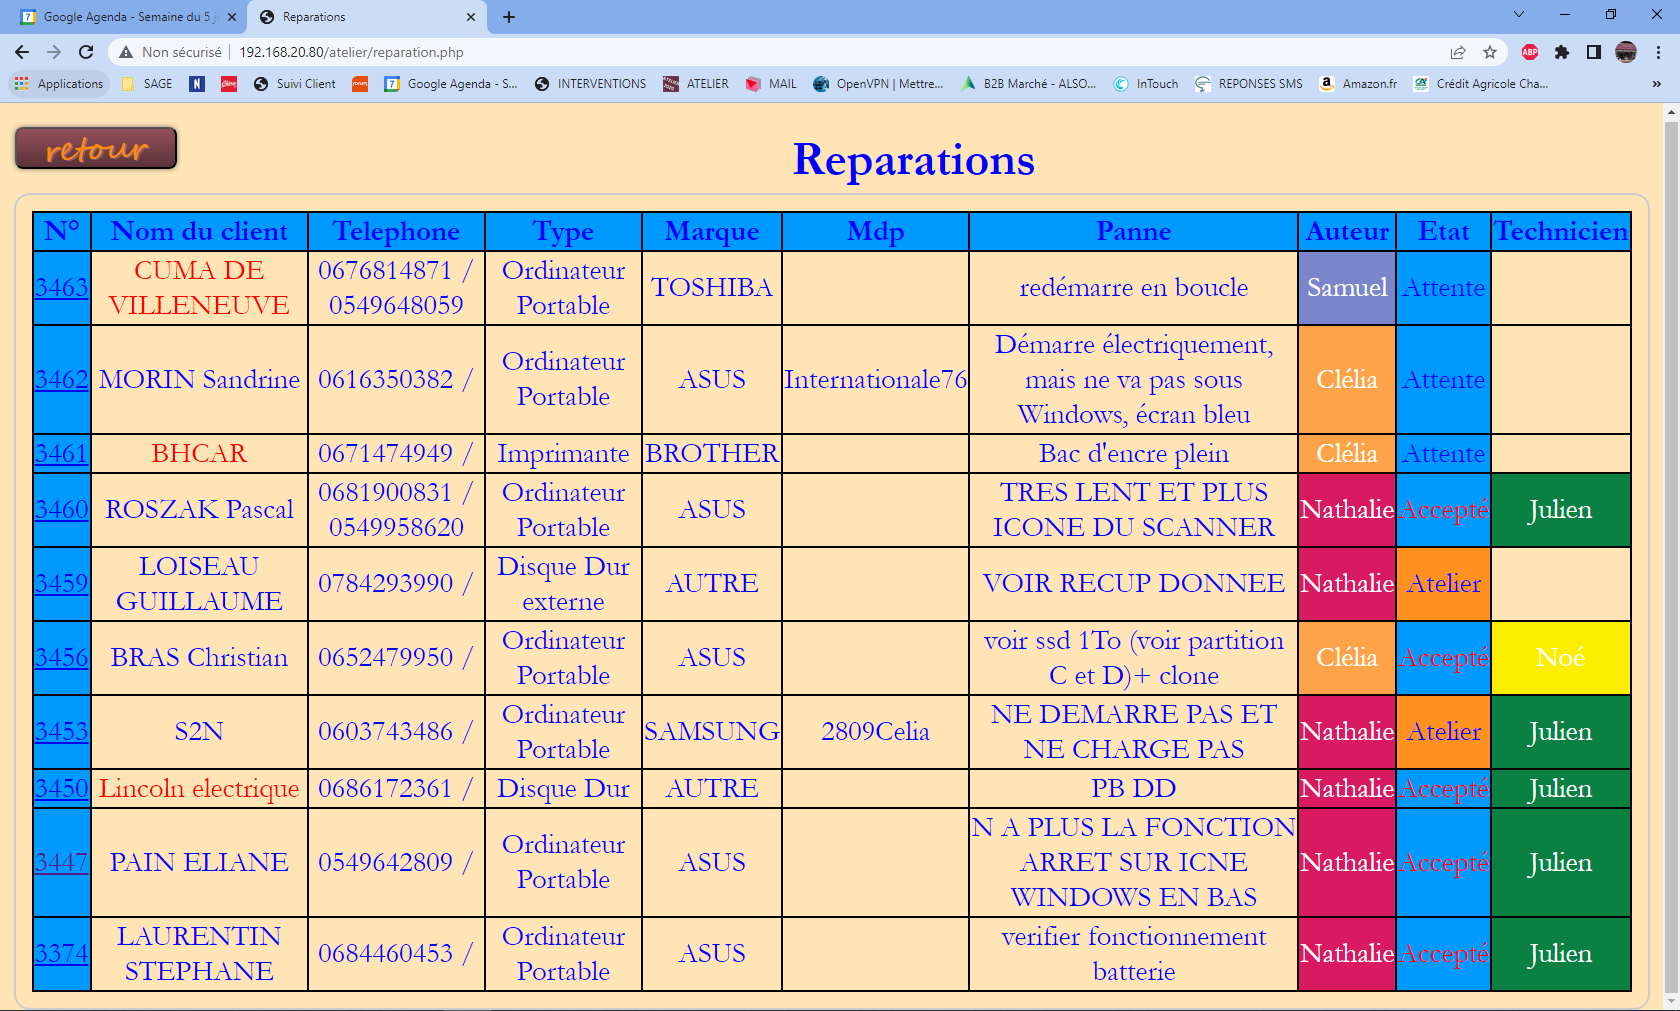 Google Agenda - Semaine du 5 j
Reparations
Non sécurisé
192.168.20.80/atelier/reparation.php
ABP
Applications
SAGE
N
Suivi Client
forum
7
Google Agenda - S...
INTERVENTIONS
ATELIER
MAIL
OpenVPN | Mettre...
B2B Marché - ALSO...
InTouch
REPONSES SMS
Amazon.fr
Crédit Agricole Cha...
»
retour
Reparations
N° Nom du client Telephone Type Marque Mdp Panne Auteur Etat Technicien
3463 CUMA DE VILLENEUVE 0676814871 / 0549648059 Ordinateur Portable TOSHIBA redémarre en boucle Samuel Attente
3462 MORIN Sandrine 0616350382 / Ordinateur Portable ASUS Internationale76 Démarre électriquement, mais ne va pas sous Windows, écran bleu Clélia Attente
3461 BHCAR 0671474949 / Imprimante BROTHER Bac d'encre plein Clélia Attente
3460 ROSZAK Pascal 0681900831 / 0549958620 Ordinateur Portable ASUS TRES LENT ET PLUS ICONE DU SCANNER Nathalie Accepté Julien
3459 LOISEAU GUILLAUME 0784293990 / Disque Dur externe AUTRE VOIR RECUP DONNEE Nathalie Atelier
3456 BRAS Christian 0652479950 / Ordinateur Portable ASUS voir ssd 1To (voir partition C et D)+ clone Clélia Accepté Noé
3453 S2N 0603743486 / Ordinateur Portable SAMSUNG 2809Celia NE DEMARRE PAS ET NE CHARGE PAS Nathalie Atelier Julien
3450 Lincoln electrique 0686172361 / Disque Dur AUTRE PB DD Nathalie Accepté Julien
3447 PAIN ELIANE 0549642809 / Ordinateur Portable ASUS N A PLUS LA FONCTION ARRET SUR ICNE WINDOWS EN BAS Nathalie Accepté Julien
3374 LAURENTIN STEPHANE 0684460453 / Ordinateur Portable ASUS verifier fonctionnement batterie Nathalie Accepté Julien